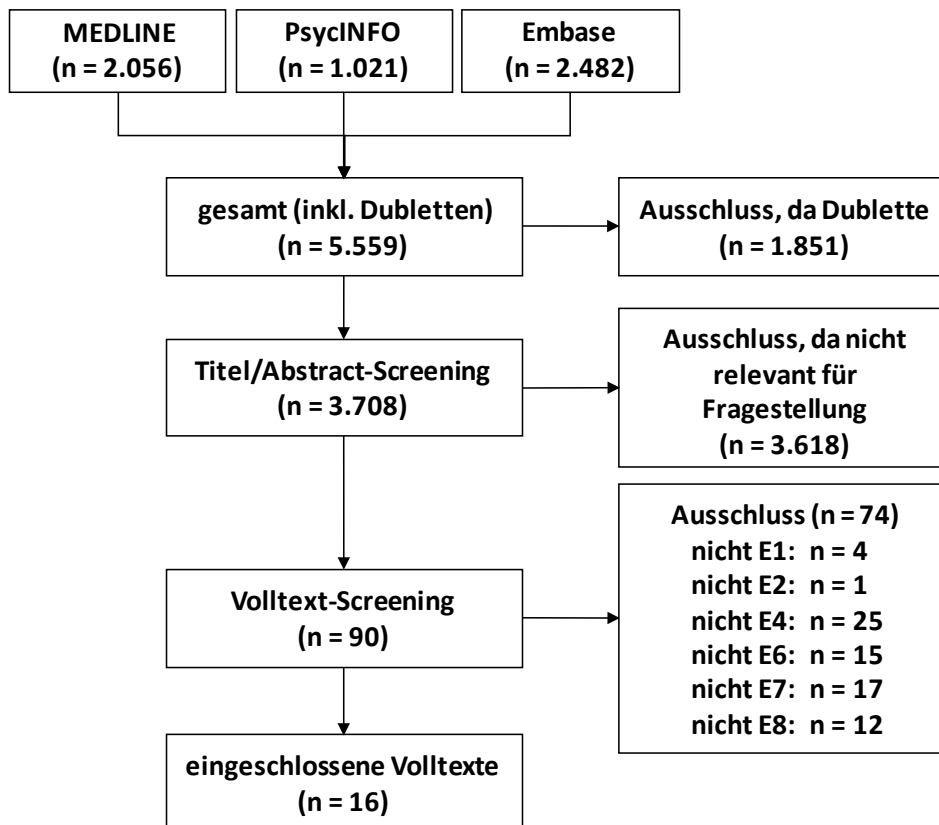 MEDLINE
(n = 2.056)
PsycINFO
(n = 1.021)
Embase
(n = 2.482)
gesamt (inkl. Dubletten)
(n = 5.559)
Ausschluss, da Dublette
(n = 1.851)
Titel/Abstract-Screening
(n = 3.708)
Ausschluss, da nicht
relevant für
Fragestellung
(n = 3.618)
Volltext-Screening
(n = 90)
Ausschluss (n = 74)
nicht E1: n = 4
nicht E2: n = 1
nicht E4: n = 25
nicht E6: n = 15
nicht E7: n = 17
nicht E8: n = 12
eingeschlossene Volltexte
(n = 16)